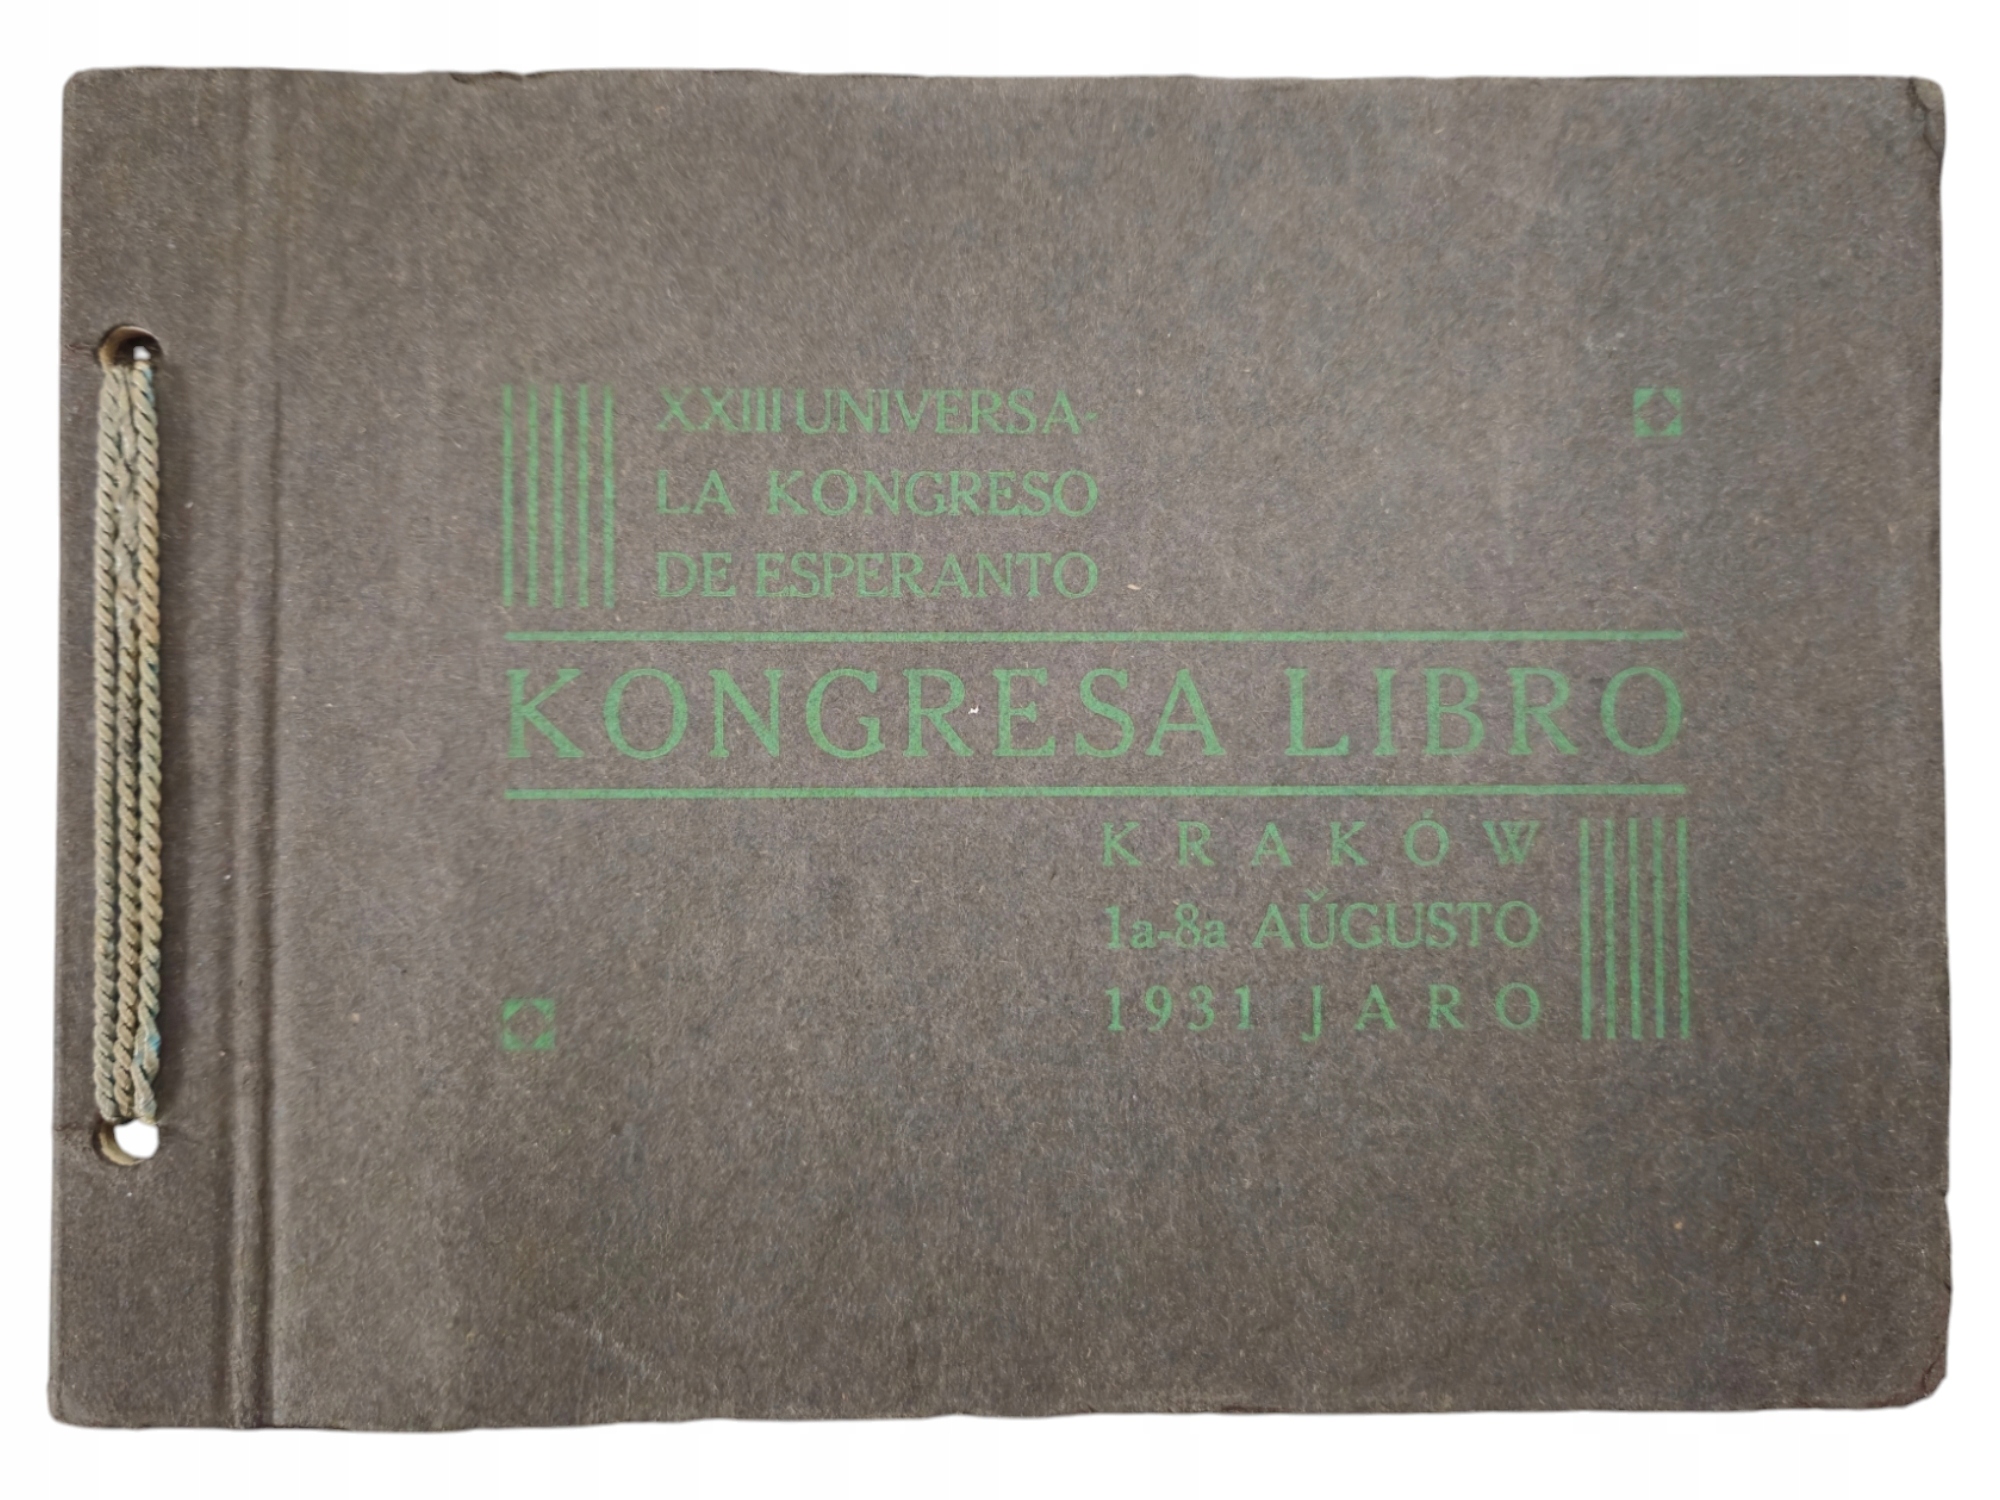 XXIII UNIVERSA-
LA KONGRESO
DE ESPERANTO
KONGRESA LIBRO
KRAKÓW
1a-8a AŬGUSTO
1931 JARO